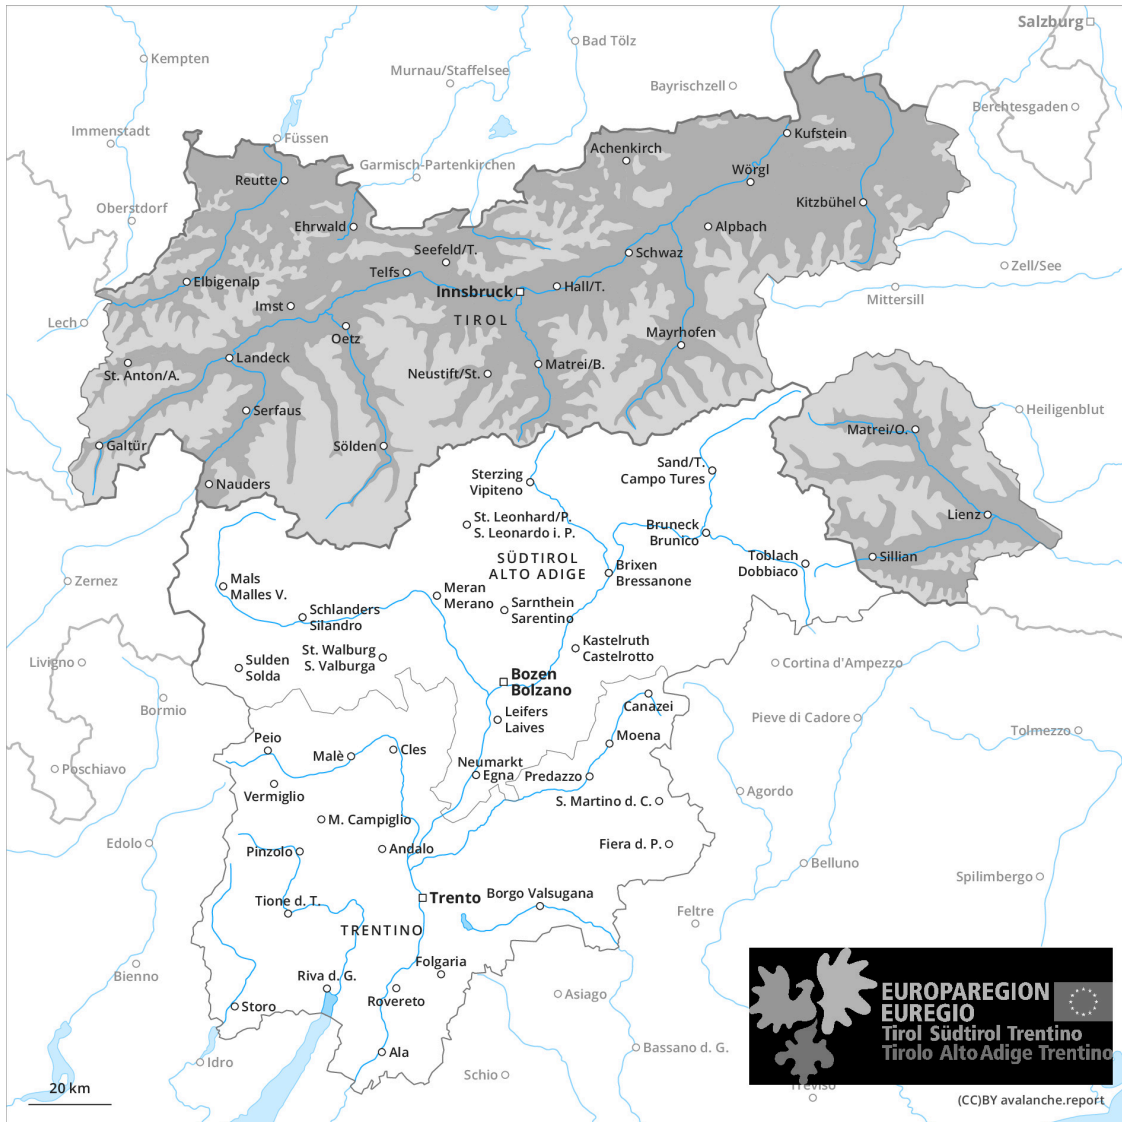 Salzburg
Bad Tölz
Kempten
Murnau/Staffelsee
Bayrischzell
Berchtesgaden
Immenstadt
Füssen
Kufstein
Achenkirch
Garmisch-Partenkirchen
Wörgl
Reutte
Kitzbühel
Oberstdorf
Ehrwald
Alpbach
Seefeld/T.
Schwaz
Zell/See
Telfs
Elbigenalp
Hall/T.
Innsbruck
Mittersill
Imst
TIROL
Lech
Oetz
Mayrhofen
Landeck
Matrei/B.
St. Anton/A.
Neustift/St.
Serfaus
Heiligenblut
Matrei/O.
Galtür
Sölden
Sand/T.
Campo Tures
Sterzing
Vipiteno
Nauders
Lienz
St. Leonhard/P.
S. Leonardo i. P.
Bruneck
Brunico
SÜDTIROL
ALTO ADIGE
Toblach
Dobbiaco
Sillian
Brixen
Bressanone
Zernez
Mals
Malles V.
Meran
Merano
Sarnthein
Sarentino
Schlanders
Silandro
Kastelruth
Castelrotto
St. Walburg
S. Valburga
Livigno
Sulden
Solda
Cortina d'Ampezzo
Bozen
Bolzano
Canazei
Bormio
Leifers
Laives
Pieve di Cadore
Tolmezzo
Moena
Peio
Malè
Cles
Neumarkt
Egna
Predazzo
Poschiavo
Vermiglio
Agordo
S. Martino d. C.
M. Campiglio
Edolo
Pinzolo
Andalo
Fiera d. P.
Belluno
Spilimbergo
Tione d. T.
Trento
Borgo Valsugana
Feltre
TRENTINO
Folgaria
Bienno
Riva d. G.
Rovereto
Asiago
Storo
EUROPAREGION
EUREGIO
Tirol Südtirol Trentino
Tirolo Alto Adige Trentino
Ala
Idro
Bassano d. G.
Schio
Treviso
20 km
(CC)BY avalanche.report